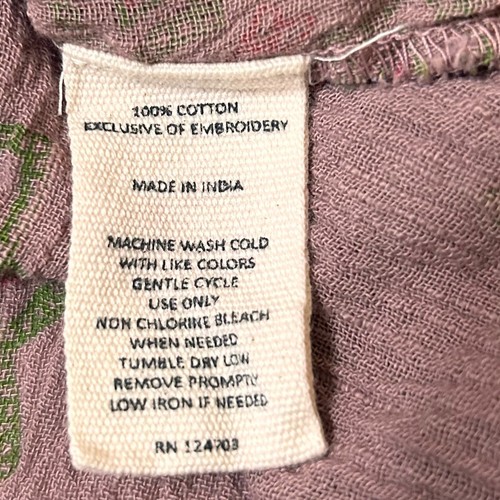 100% COTTON
EXCLUSIVE OF EMBROIDERY
MADE IN INDIA
MACHINE WASH COLD
WITH LIKE COLORS
GENTLE CYCLE
USE ONLY
NON CHLORINE BLEACH
WHEN NEEDED
TUMBLE DRY LOW
REMOVE PROMPTLY
LOW IRON IF NEEDED
RN 124703